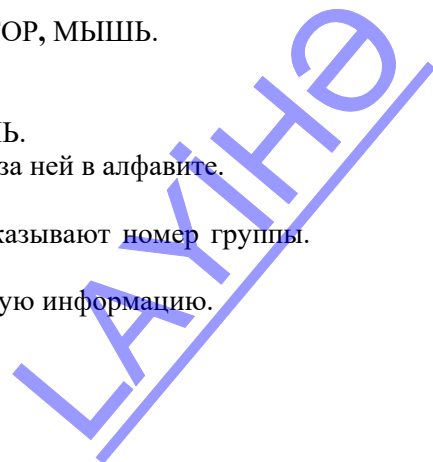 ОР, МЫШЬ.
Ь.
за ней в алфавите.
казывают номер группы.
ую информацию.
LAYİHƏ